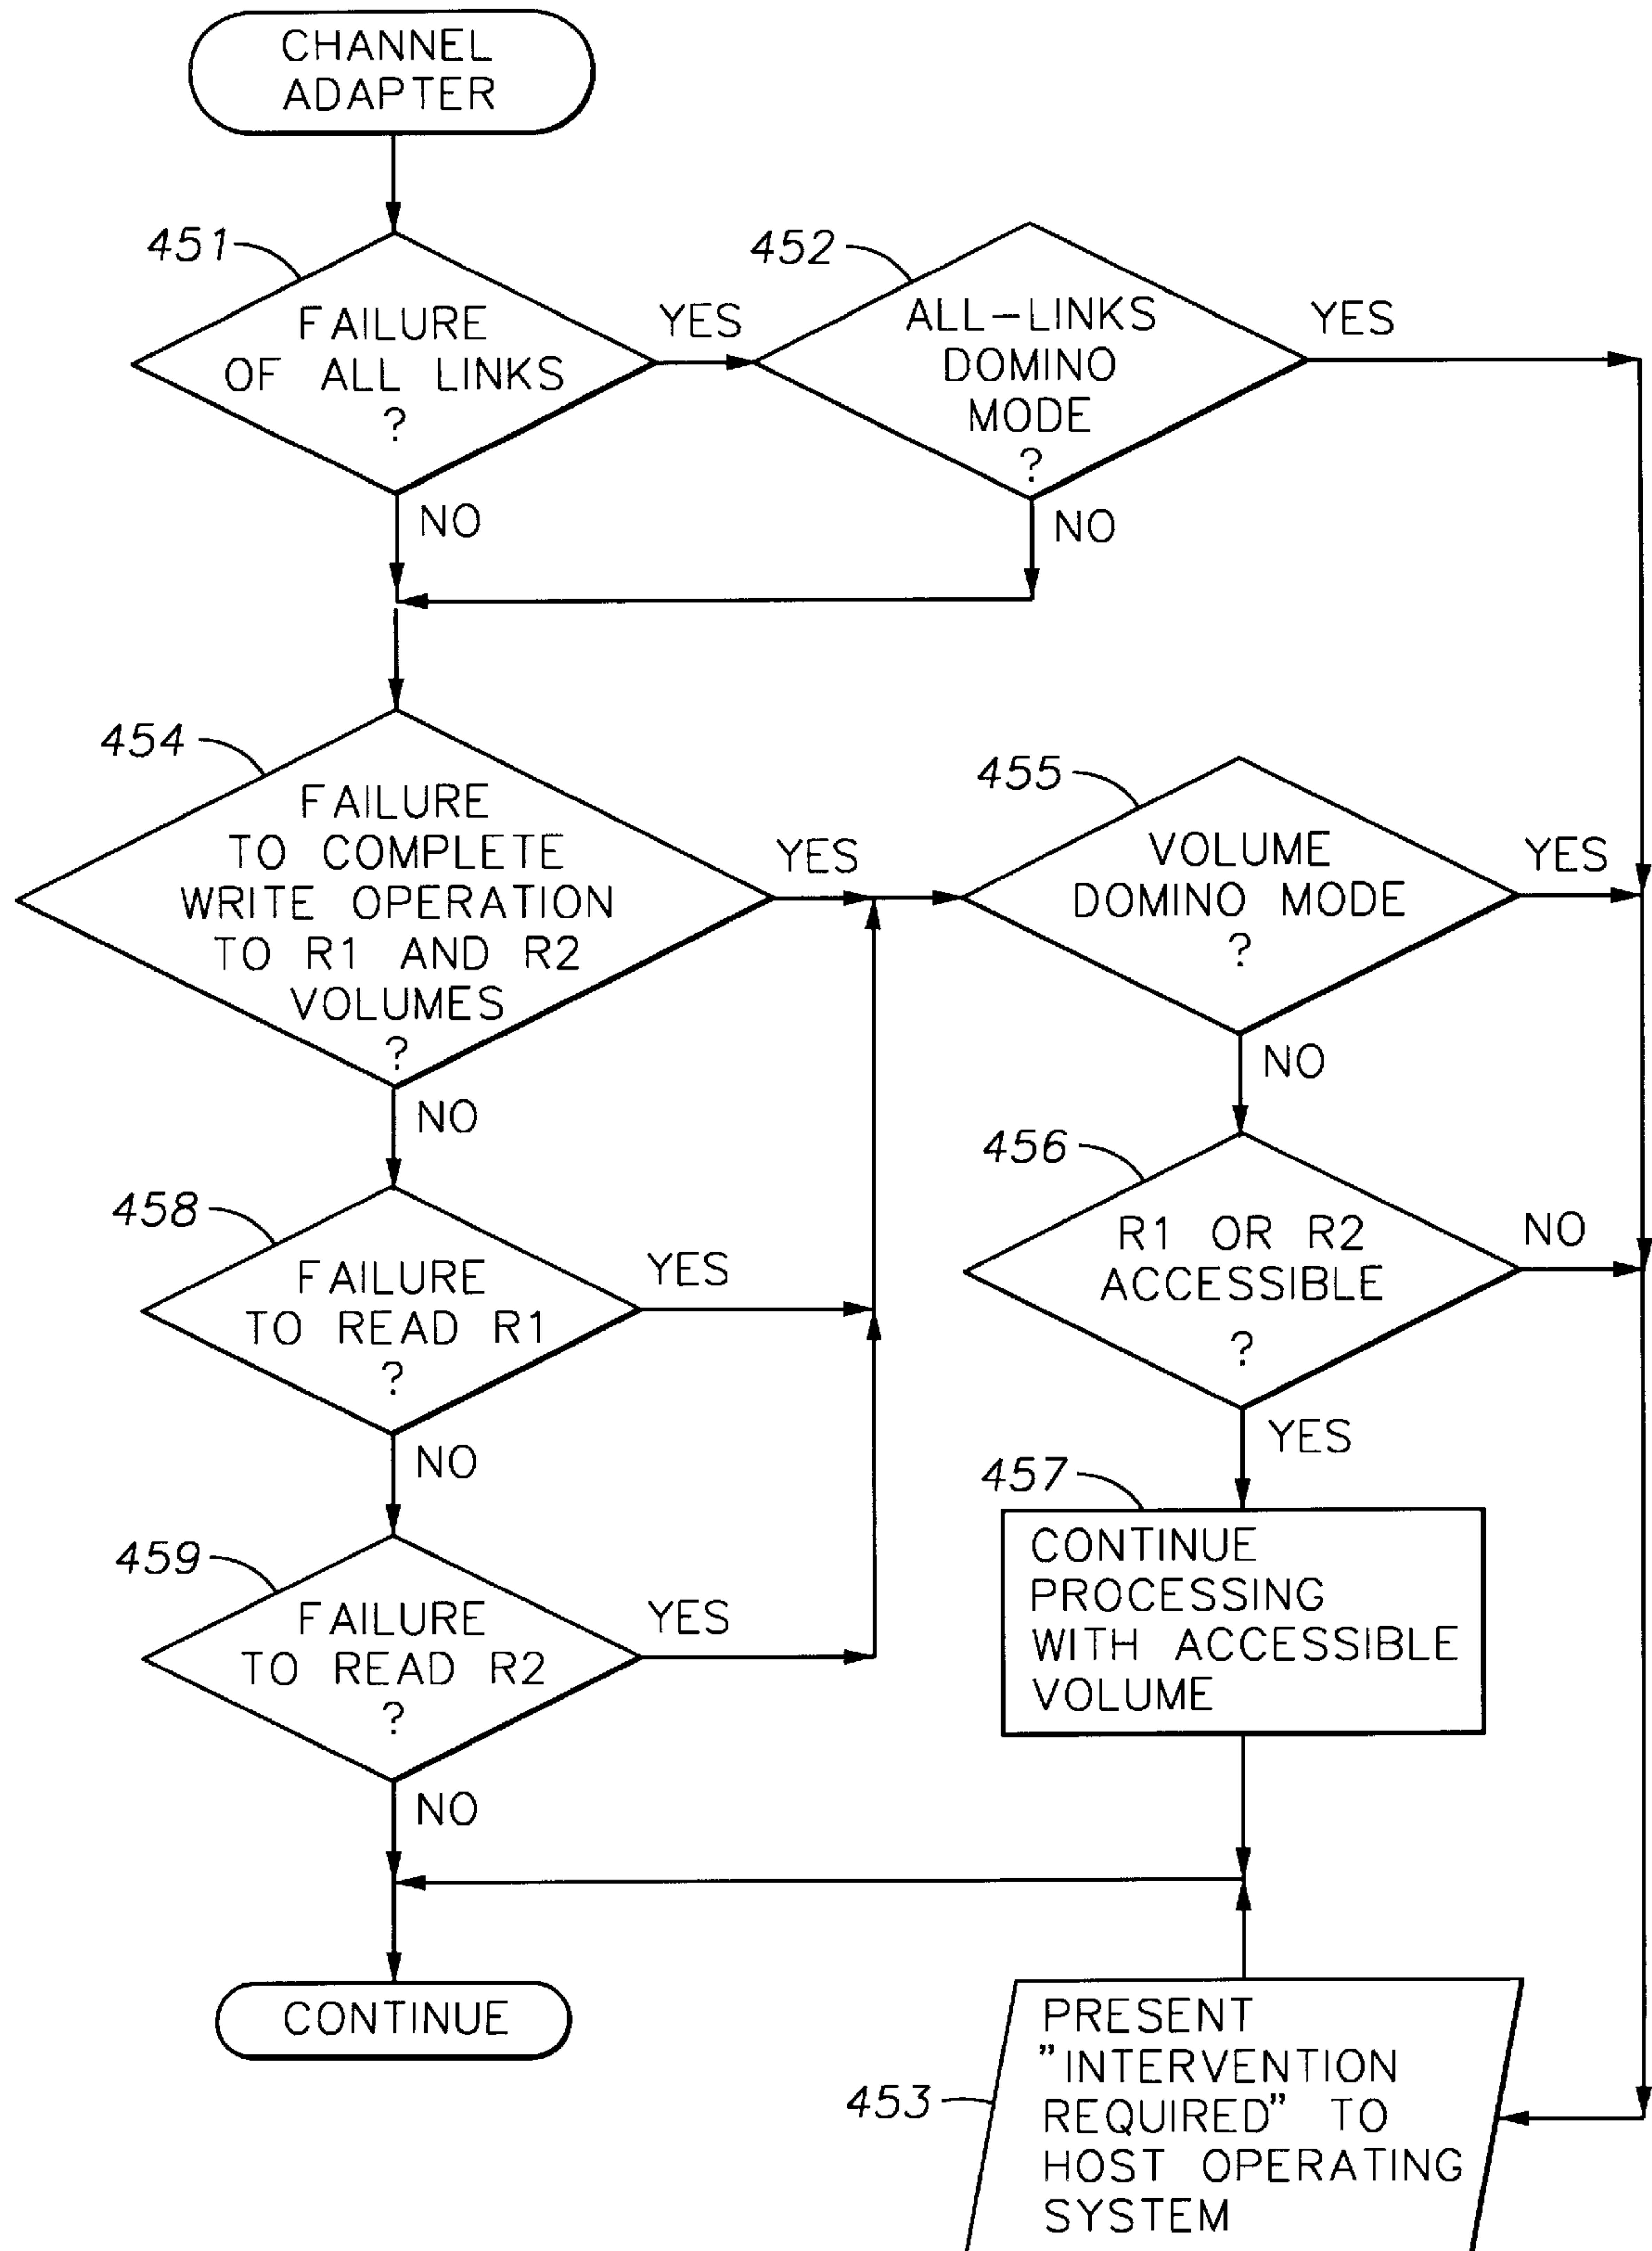 CHANNEL
ADAPTER
451
FAILURE
OF ALL LINKS
?
YES
NO
452
ALL-LINKS
DOMINO
MODE
?
YES
NO
454
FAILURE
TO COMPLETE
WRITE OPERATION
TO R1 AND R2
VOLUMES
?
YES
NO
455
VOLUME
DOMINO MODE
?
YES
NO
456
R1 OR R2
ACCESSIBLE
?
NO
YES
458
FAILURE
TO READ R1
?
YES
NO
457
CONTINUE
PROCESSING
WITH ACCESSIBLE
VOLUME
459
FAILURE
TO READ R2
?
YES
NO
CONTINUE
453
PRESENT
"INTERVENTION
REQUIRED" TO
HOST OPERATING
SYSTEM